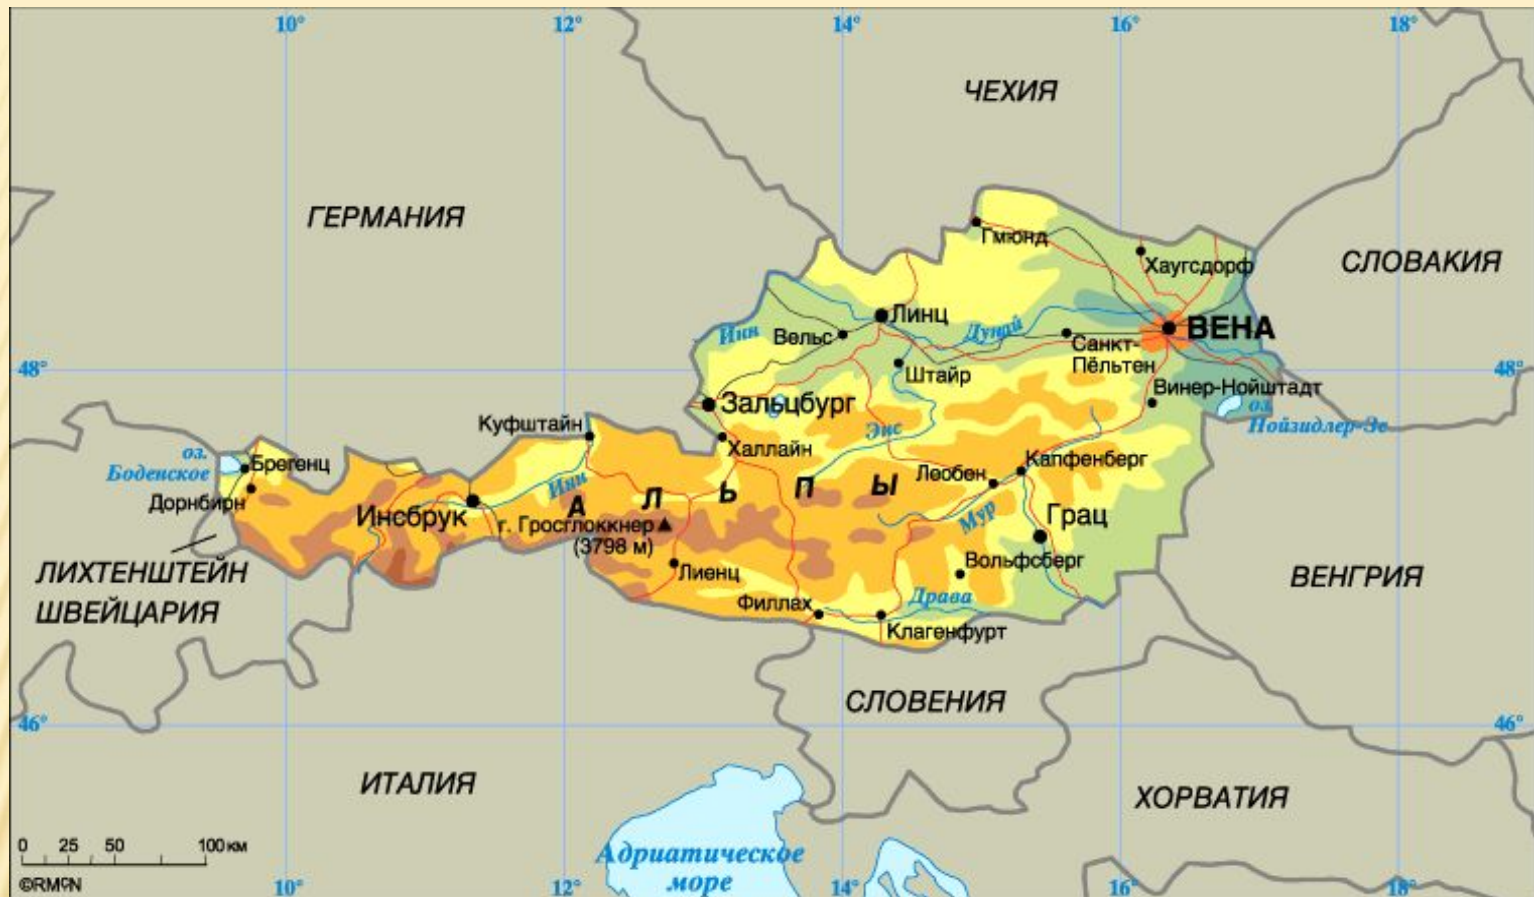 10°
12°
14°
16°
18°
ЧЕХИЯ
ГЕРМАНИЯ
СЛОВАКИЯ
Гмюнд
Хаугсдорф
Линц
Дунай
ВЕНА
Инн
Вельс
Санкт-
Пёльтен
48°
48°
Штайр
Винер-Нойштадт
Зальцбург
оз.
Нойзидлер-Зе
Куфштайн
Энс
Халлайн
оз.
Боденское
Брегенц
Леобен
Капфенберг
Дорнбирн
Инн
АЛЬПЫ
Инсбрук
Мур
Грац
г. Гросглоккнер
(3798 м)
Лиенц
Вольфсберг
ЛИХТЕНШТЕЙН
ШВЕЙЦАРИЯ
ВЕНГРИЯ
Филлах
Драва
Клагенфурт
СЛОВЕНИЯ
46°
46°
ИТАЛИЯ
ХОРВАТИЯ
0 25 50 100 км
Адриатическое
море
©RMcN
10°
12°
14°
16°
18°